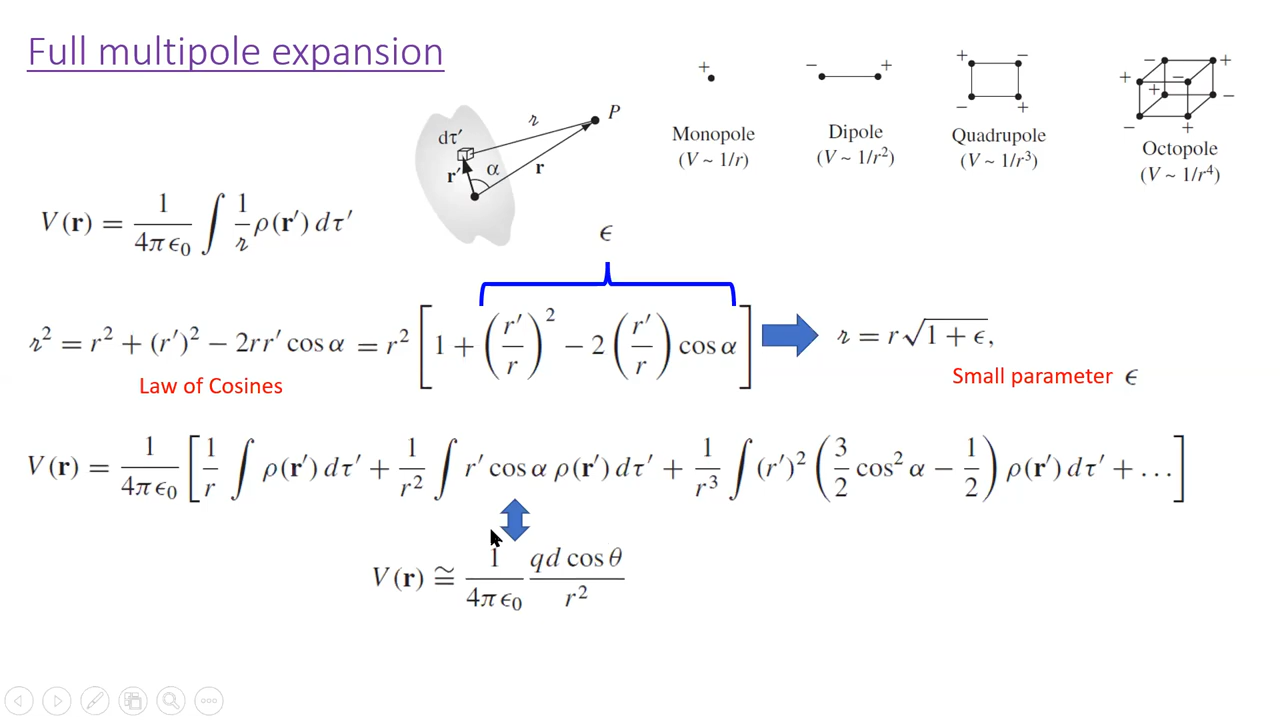 Full multipole expansion
+
Monopole
(V ~ 1/r)
− +
Dipole
(V ~ 1/r²)
+ −
− +
Quadrupole
(V ~ 1/r³)
− +
+ −
+ −
− +
Octopole
(V ~ 1/r⁴)
dτ′ 𝓇 P
r′ α r
V(r) = 1/(4πϵ₀) ∫ 1/𝓇 ρ(r′) dτ′
ϵ
𝓇² = r² + (r′)² − 2rr′ cos α = r² [1 + (r′/r)² − 2(r′/r) cos α]
𝓇 = r√(1 + ϵ),
Law of Cosines
Small parameter ϵ
V(r) = 1/(4πϵ₀) [1/r ∫ ρ(r′) dτ′ + 1/r² ∫ r′ cos α ρ(r′) dτ′ + 1/r³ ∫ (r′)² (3/2 cos² α − 1/2) ρ(r′) dτ′ + …]
V(r) ≅ 1/(4πϵ₀) qd cos θ/r²